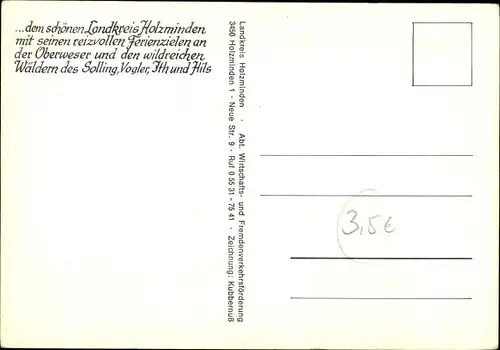 ...dem schönen Landkreis Holzminden
mit seinen reizvollen Ferienzielen an
der Oberweser und den wildreichen
Wäldern des Solling, Vogler, Ith und Hils
Landkreis Holzminden · Abt. Wirtschafts- und Fremdenverkehrsförderung
3450 Holzminden 1 - Neue Str. 9 - Ruf 0 55 31 - 75 41 · Zeichnung: Kubbernuß
3,5€